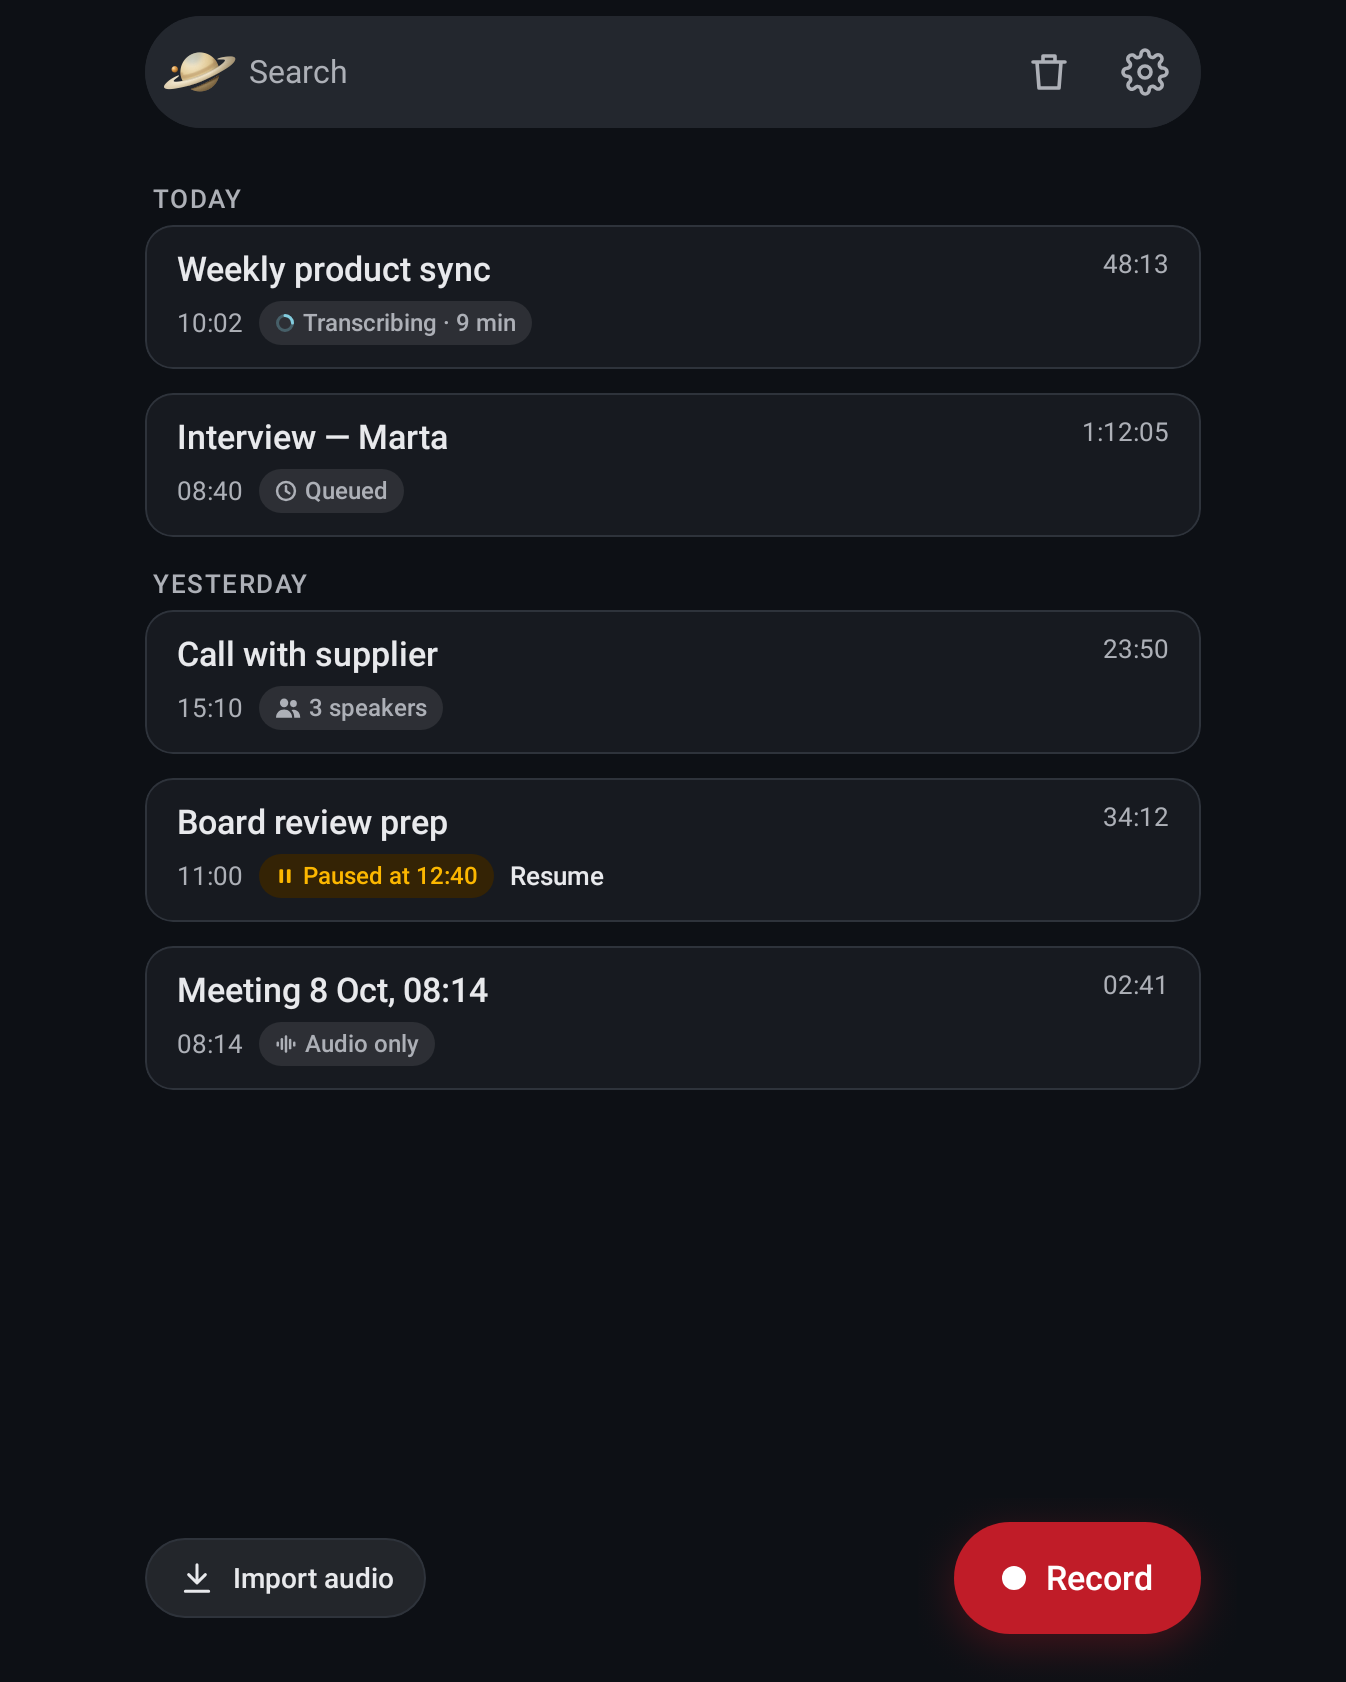 Search
TODAY
Weekly product sync
48:13
10:02 Transcribing · 9 min
Interview — Marta
1:12:05
08:40 Queued
YESTERDAY
Call with supplier
23:50
15:10 3 speakers
Board review prep
34:12
11:00 Paused at 12:40 Resume
Meeting 8 Oct, 08:14
02:41
08:14 Audio only
Import audio
Record